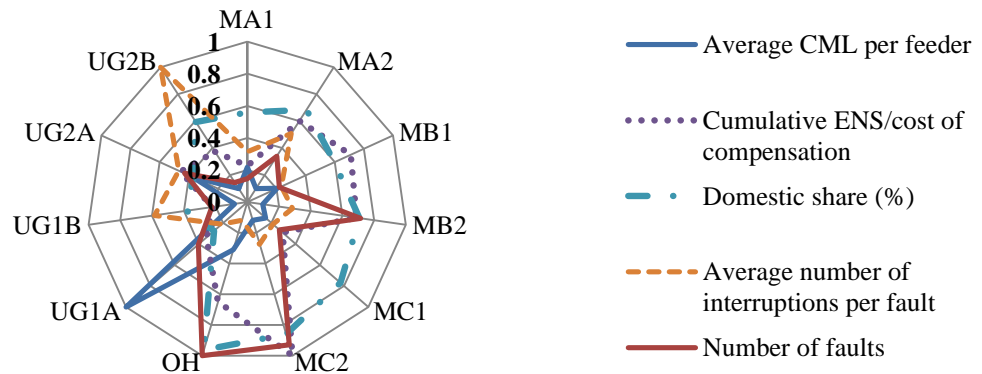 MA1
MA2
MB1
MB2
MC1
MC2
OH
UG1A
UG1B
UG2A
UG2B
1
0.8
0.6
0.4
0.2
0
Average CML per feeder
Cumulative ENS/cost of
compensation
Domestic share (%)
Average number of
interruptions per fault
Number of faults